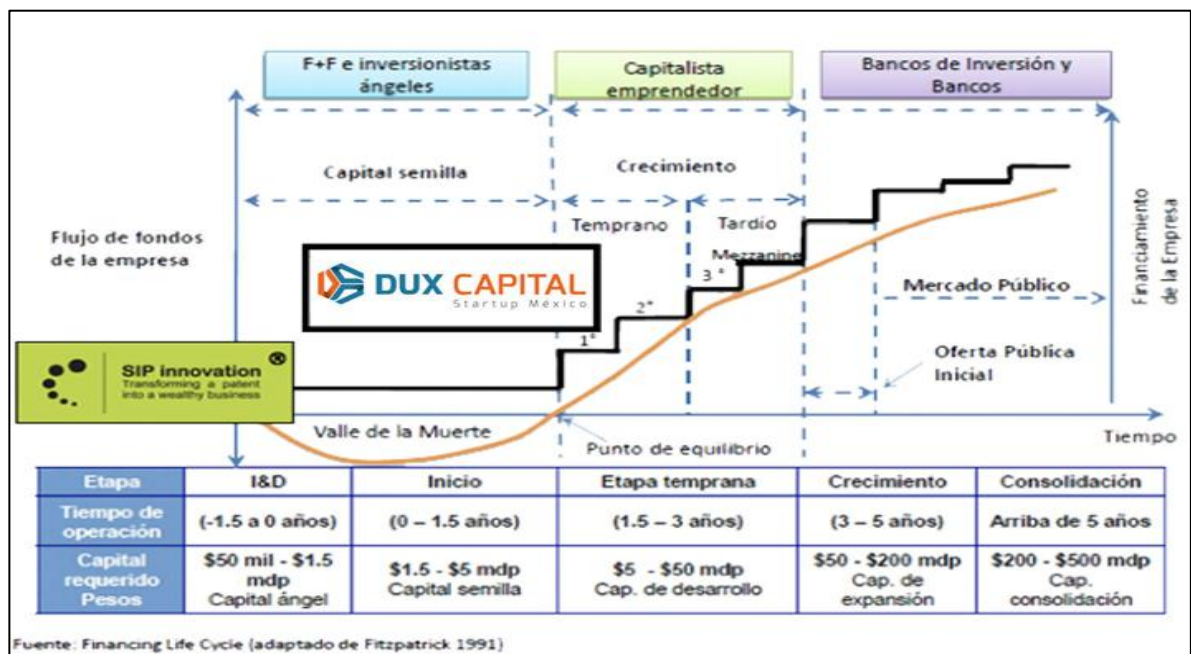 F+F e inversionistas
ángeles
Capitalista
emprendedor
Bancos de Inversión y
Bancos
Capital semilla
Crecimiento
Temprano
Tardío
Flujo de fondos
de la empresa
Mezzanine
DUX CAPITAL
Startup México
1°
2°
3°
Mercado Público
Financiamiento
de la Empresa
SIP innovation ®
Transforming a patent
into a wealthy business
Oferta Pública
Inicial
Valle de la Muerte
Punto de equilibrio
Tiempo
Etapa I&D Inicio Etapa temprana Crecimiento Consolidación
Tiempo de
operación (-1.5 a 0 años) (0 – 1.5 años) (1.5 – 3 años) (3 – 5 años) Arriba de 5 años
Capital
requerido
Pesos
$50 mil - $1.5
mdp
Capital ángel
$1.5 - $5 mdp
Capital semilla
$5 - $50 mdp
Cap. de desarrollo
$50 - $200 mdp
Cap. de
expansión
$200 - $500 mdp
Cap.
consolidación
Fuente: Financing Life Cycle (adaptado de Fitzpatrick 1991)